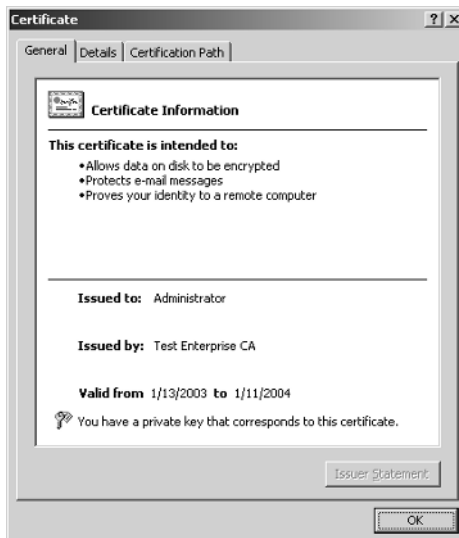 Certificate
General
Details
Certification Path
Certificate Information
This certificate is intended to:
•Allows data on disk to be encrypted
•Protects e-mail messages
•Proves your identity to a remote computer
Issued to: Administrator
Issued by: Test Enterprise CA
Valid from 1/13/2003 to 1/11/2004
You have a private key that corresponds to this certificate.
Issuer Statement
OK